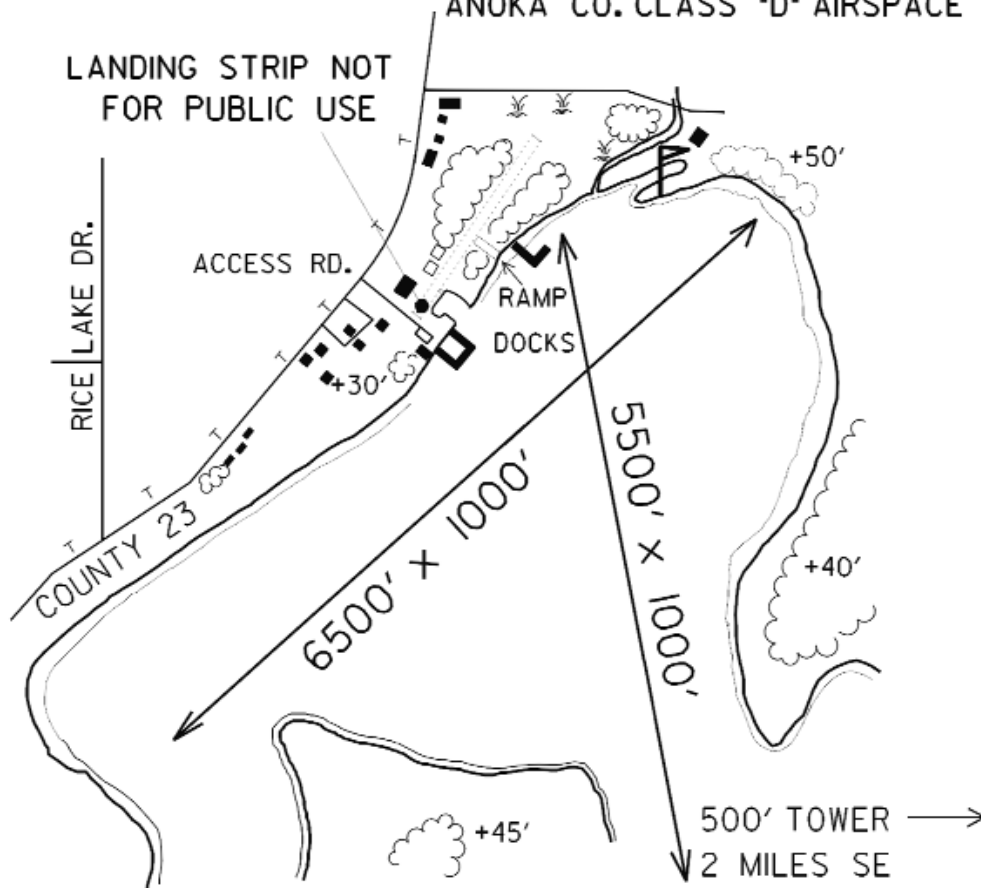 ANOKA CO. CLASS "D" AIRSPACE
LANDING STRIP NOT
FOR PUBLIC USE
+50'
RICE LAKE DR.
ACCESS RD.
RAMP
DOCKS
+30'
COUNTY 23
6500' X 1000'
5500' X 1000'
+40'
+45'
500' TOWER
2 MILES SE
T
T
T
T
T
T
T